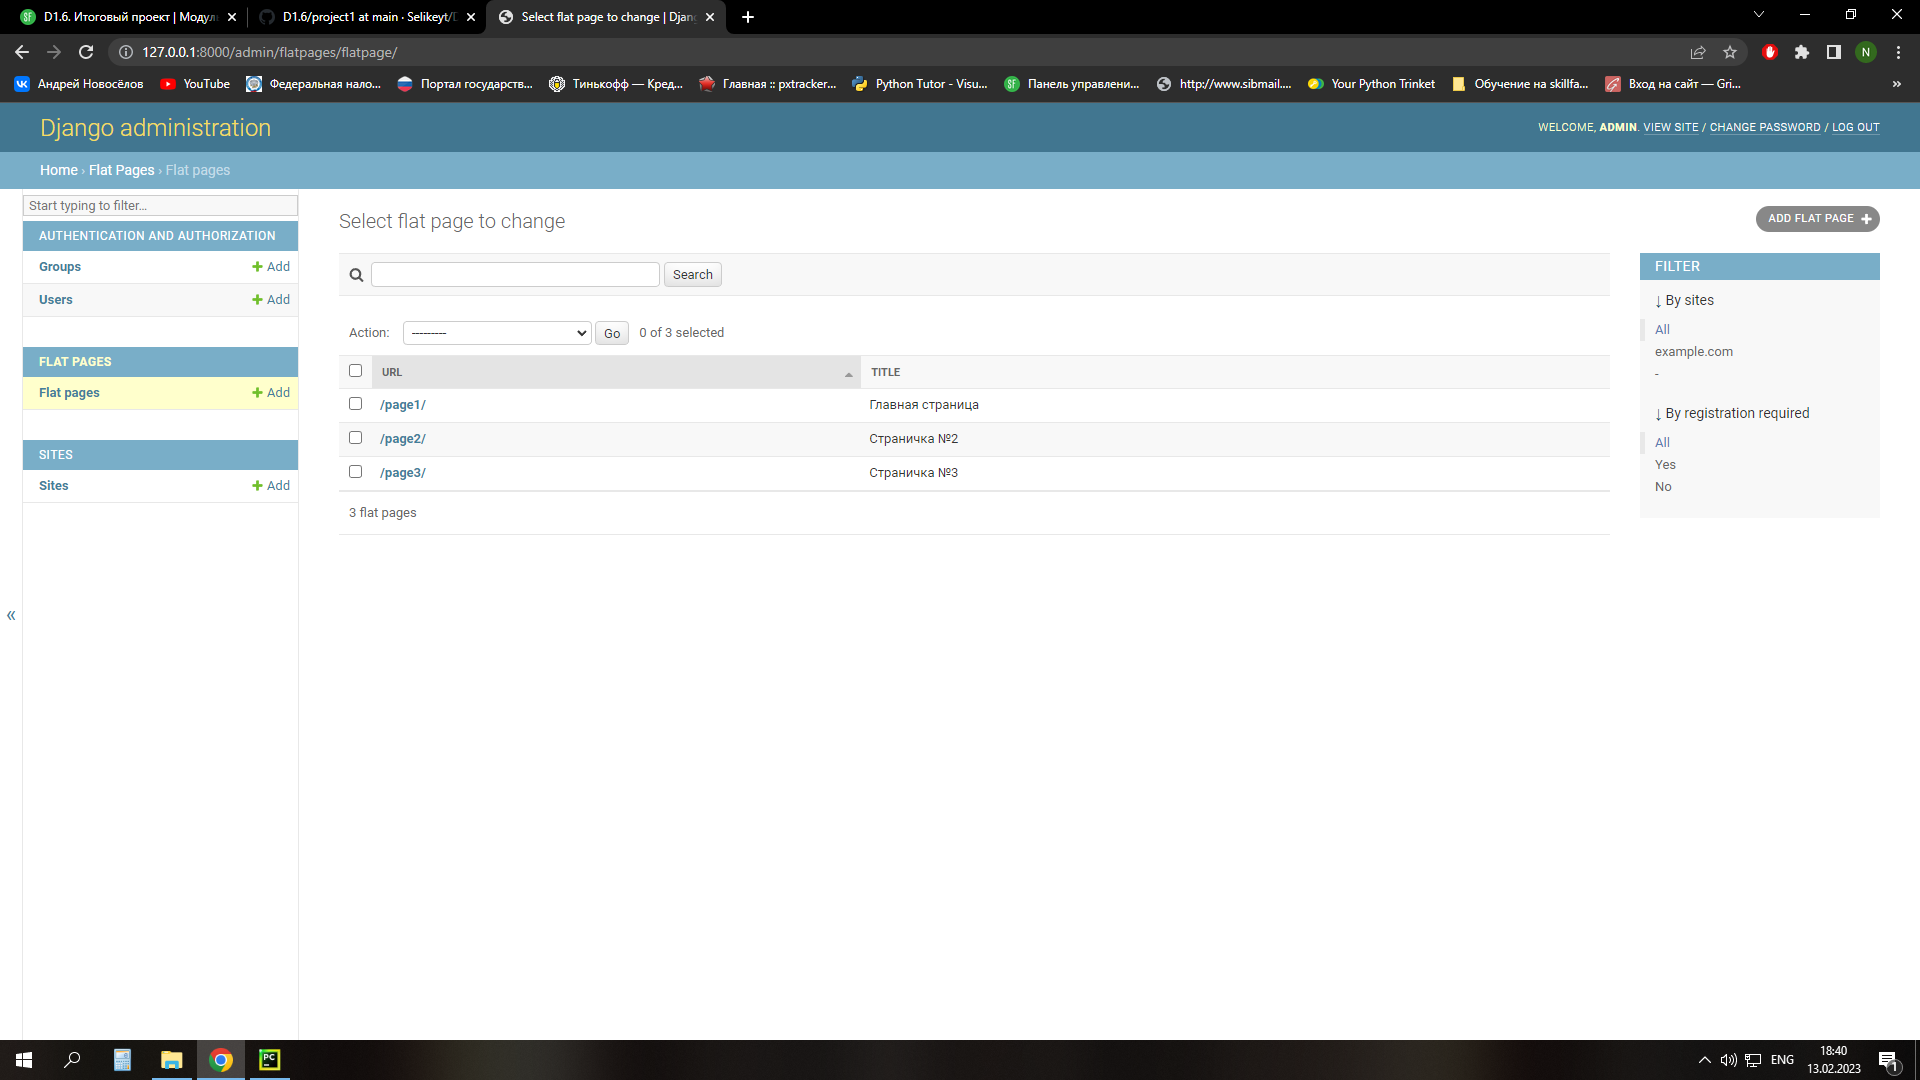 D1.6. Итоговый проект | Модул
D1.6/project1 at main · Selikeyt/D
Select flat page to change | Djan
127.0.0.1:8000/admin/flatpages/flatpage/
N
Андрей Новосёлов
YouTube
Федеральная нало...
Портал государств...
Тинькофф — Кред...
Главная :: pxtracker...
Python Tutor - Visu...
Панель управлени...
http://www.sibmail....
Your Python Trinket
Обучение на skillfa...
Вход на сайт — Gri...
»
Django administration
WELCOME, ADMIN. VIEW SITE / CHANGE PASSWORD / LOG OUT
Home › Flat Pages › Flat pages
Start typing to filter...
AUTHENTICATION AND AUTHORIZATION
Groups + Add
Users + Add
FLAT PAGES
Flat pages + Add
SITES
Sites + Add
«
Select flat page to change
ADD FLAT PAGE +
Search
Action: --------- Go 0 of 3 selected
URL TITLE
/page1/ Главная страница
/page2/ Страничка №2
/page3/ Страничка №3
3 flat pages
FILTER
↓ By sites
All
example.com
-
↓ By registration required
All
Yes
No
PC
ENG
18:40
13.02.2023
1